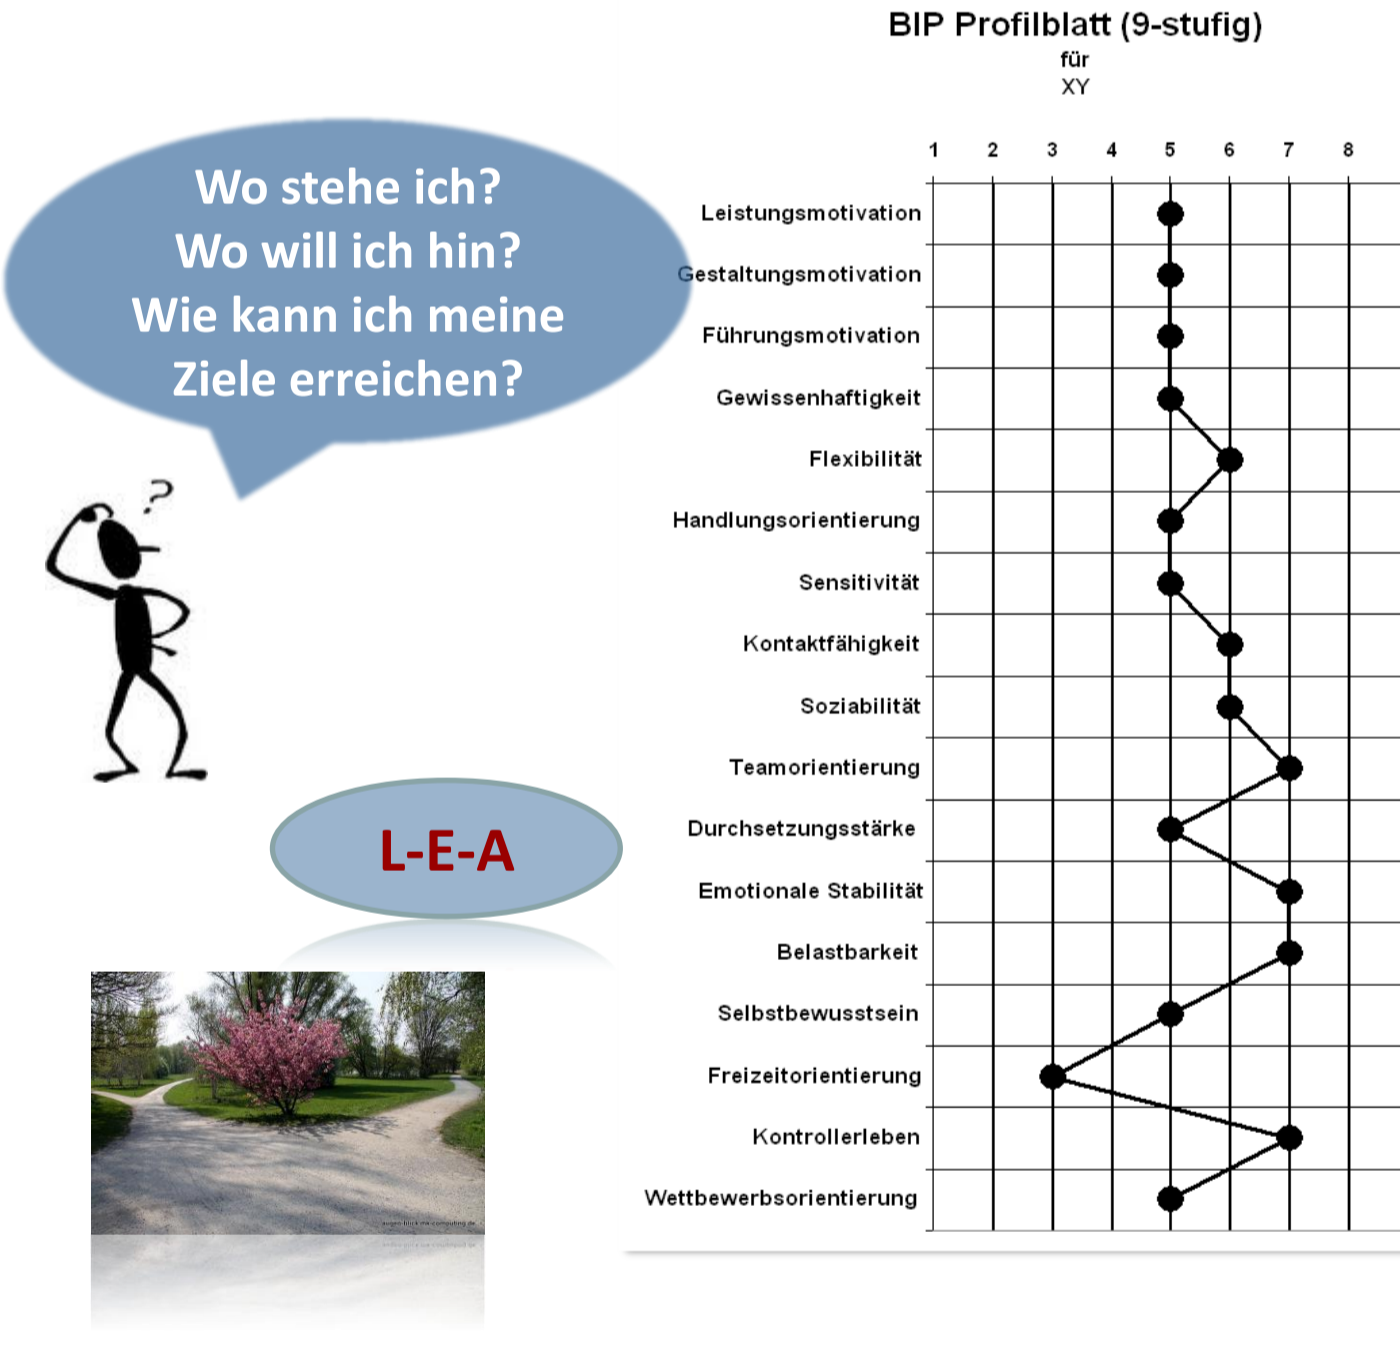 BIP Profilblatt (9-stufig)
für
XY
Wo stehe ich?
Wo will ich hin?
Wie kann ich meine
Ziele erreichen?
?
L-E-A
1 2 3 4 5 6 7 8
Leistungsmotivation
Gestaltungsmotivation
Führungsmotivation
Gewissenhaftigkeit
Flexibilität
Handlungsorientierung
Sensitivität
Kontaktfähigkeit
Soziabilität
Teamorientierung
Durchsetzungsstärke
Emotionale Stabilität
Belastbarkeit
Selbstbewusstsein
Freizeitorientierung
Kontrollerleben
Wettbewerbsorientierung